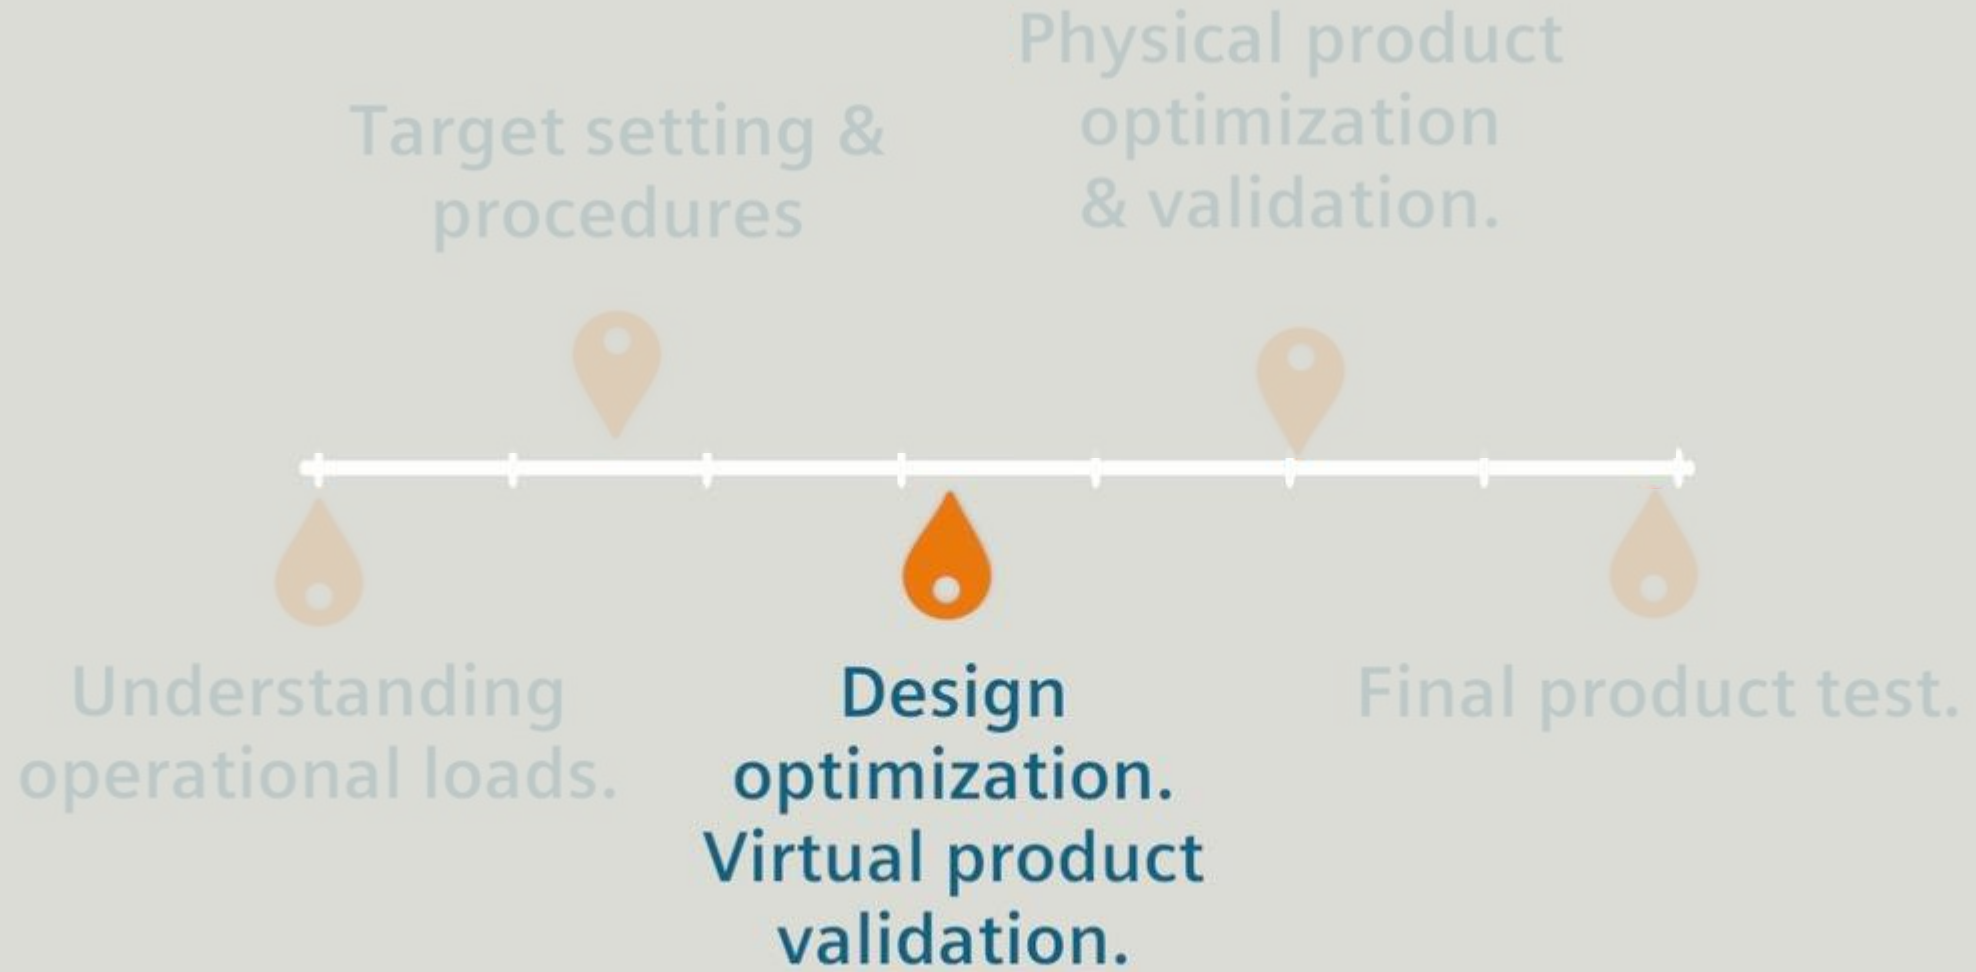 Physical product
optimization
& validation.
Target setting &
procedures
Understanding
operational loads.
Design
optimization.
Virtual product
validation.
Final product test.